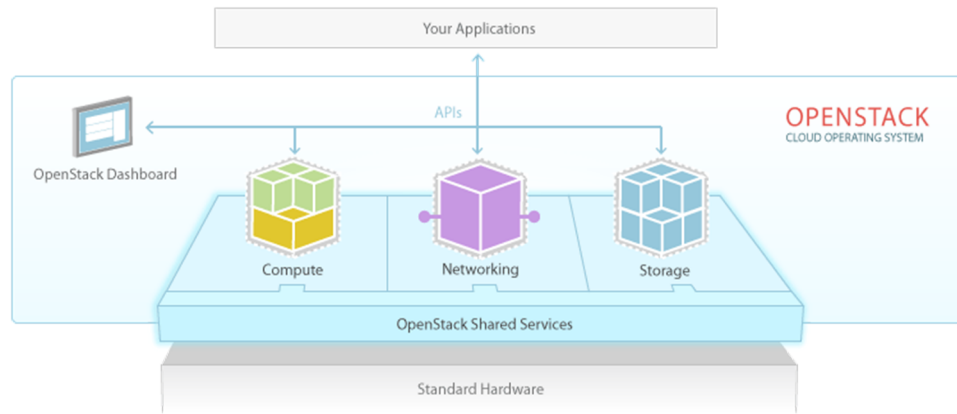 Your Applications
APIs
OPENSTACK
CLOUD OPERATING SYSTEM
OpenStack Dashboard
Compute
Networking
Storage
OpenStack Shared Services
Standard Hardware